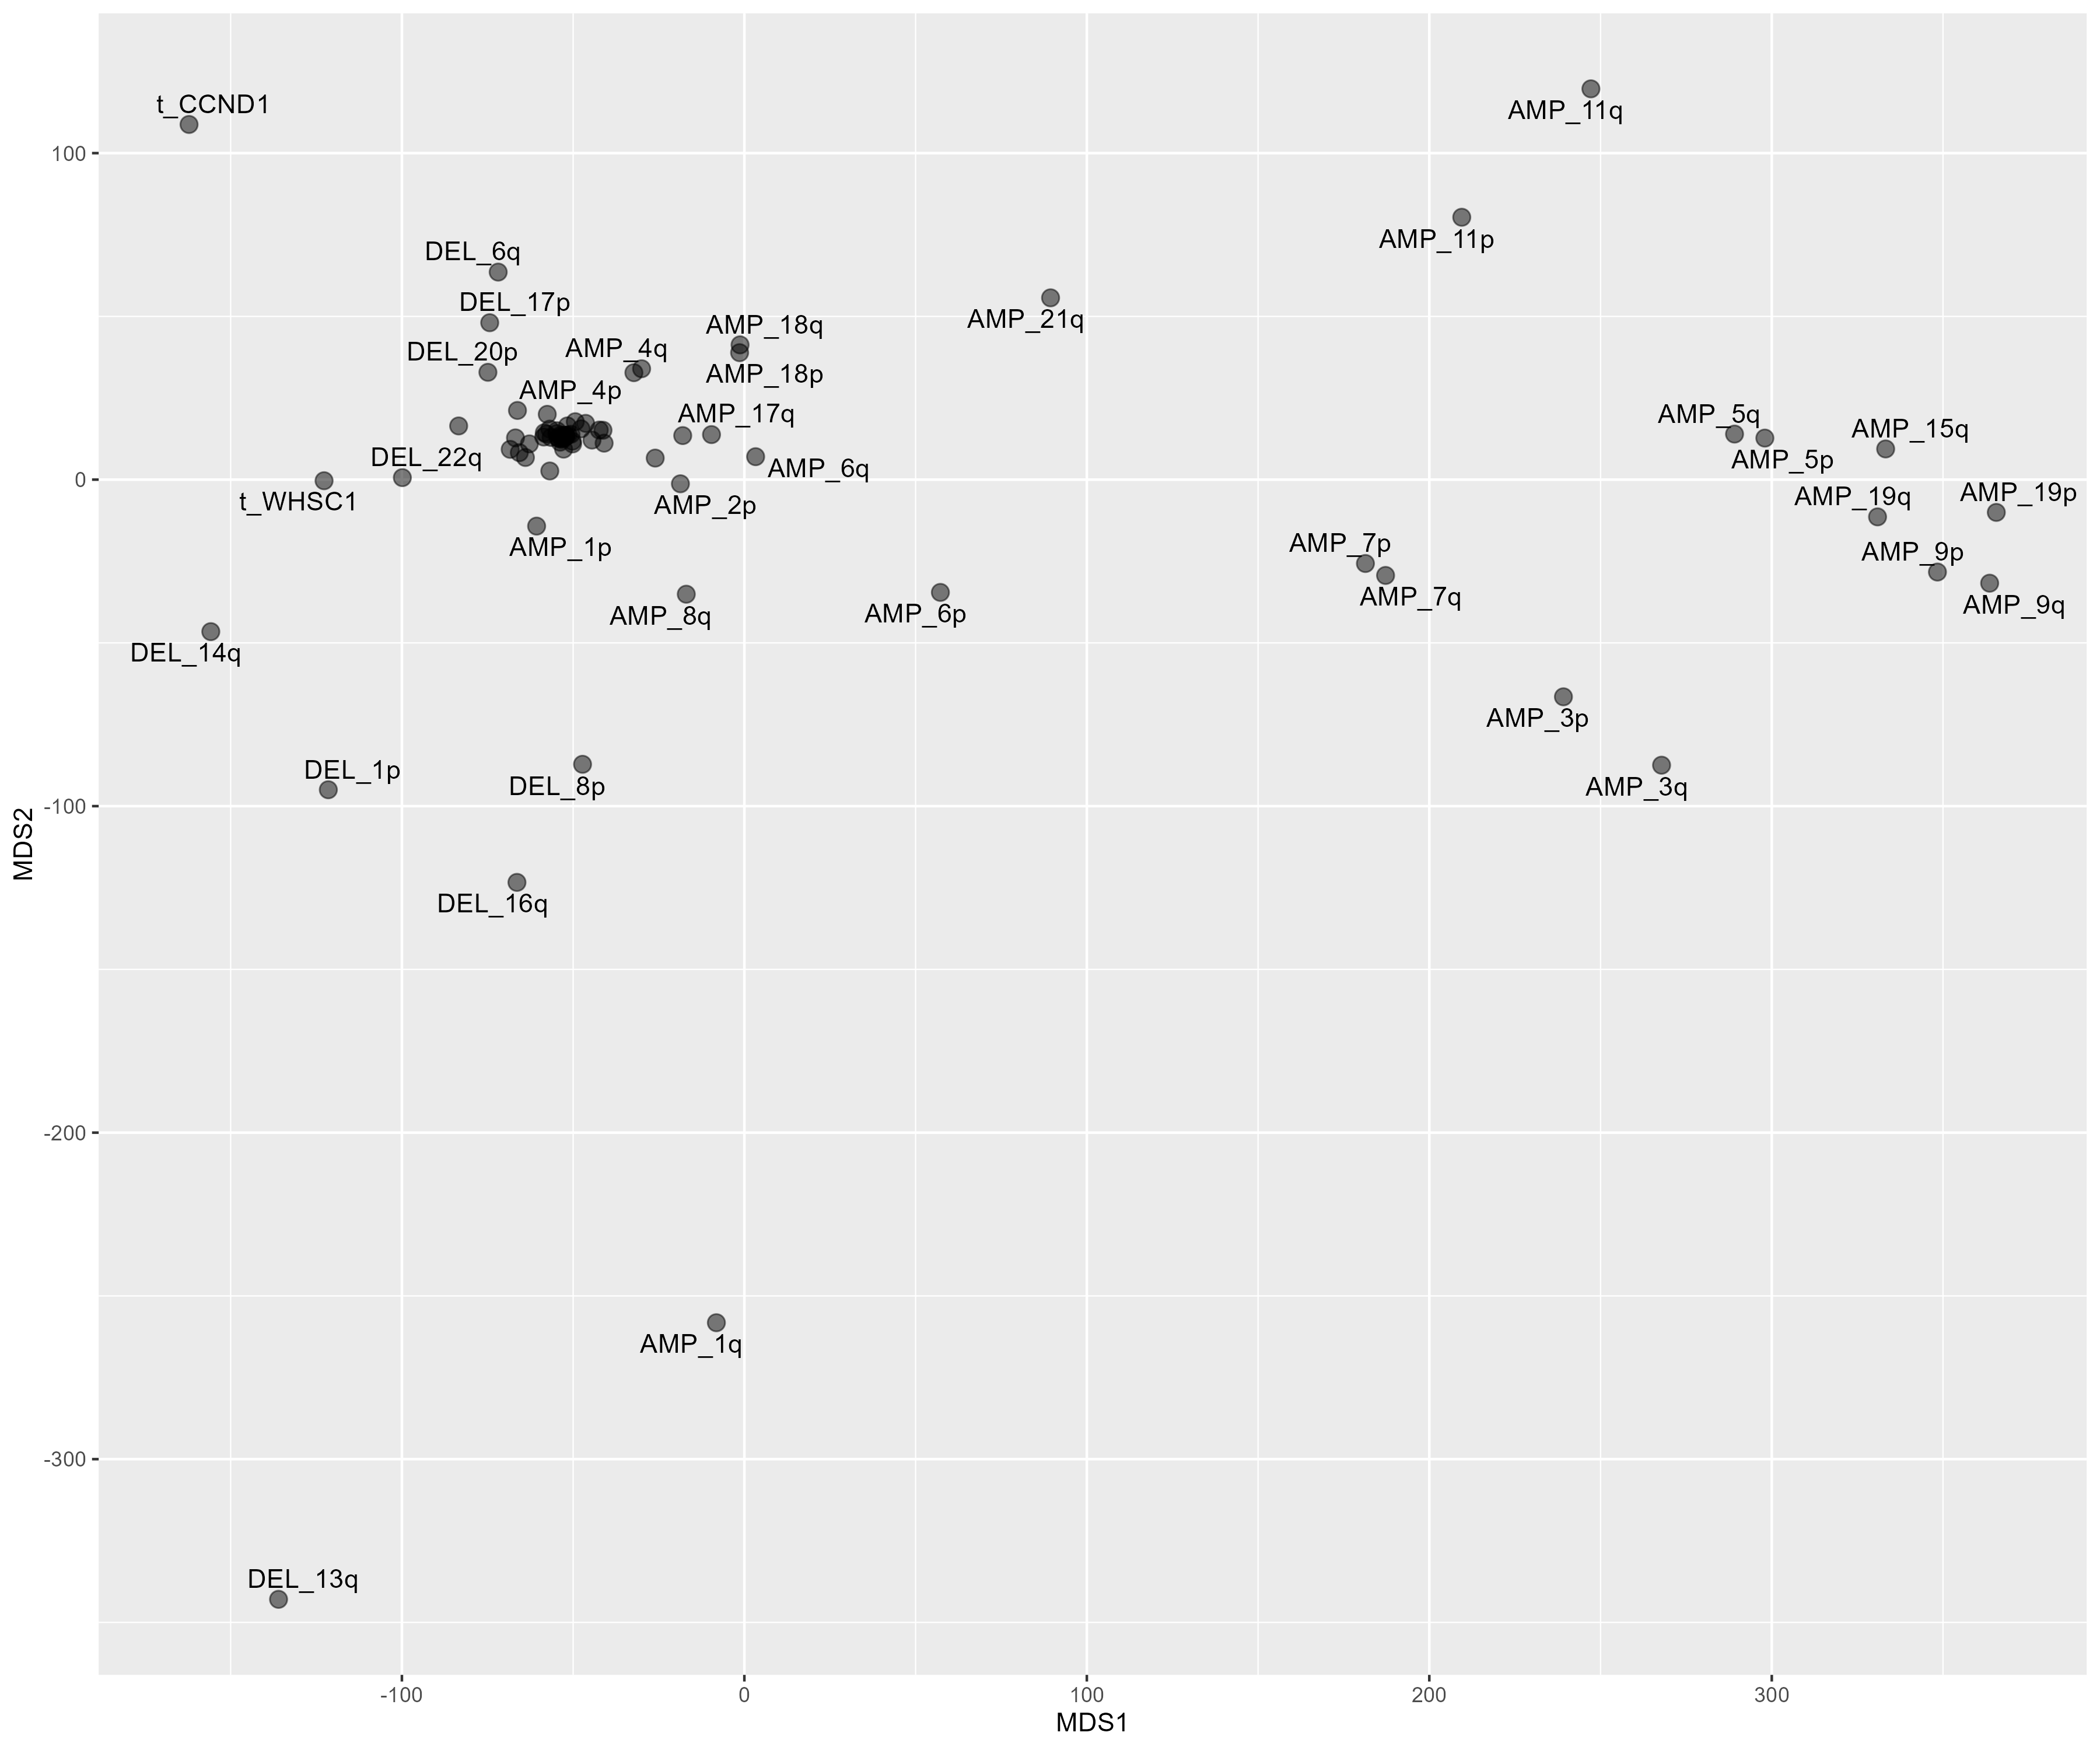 AMP_11q
t_CCND1
100
AMP_11p
DEL_6q
DEL_17p
AMP_21q
AMP_18q
AMP_4q
DEL_20p
AMP_18p
AMP_4p
AMP_17q
AMP_5q
AMP_15q
DEL_22q
AMP_5p
AMP_6q
0
AMP_19p
AMP_19q
t_WHSC1
AMP_2p
AMP_7p
AMP_1p
AMP_9p
AMP_7q
AMP_9q
AMP_6p
AMP_8q
DEL_14q
AMP_3p
DEL_1p
DEL_8p
AMP_3q
-100
MDS2
DEL_16q
-200
AMP_1q
-300
DEL_13q
-100
0
100
200
300
MDS1